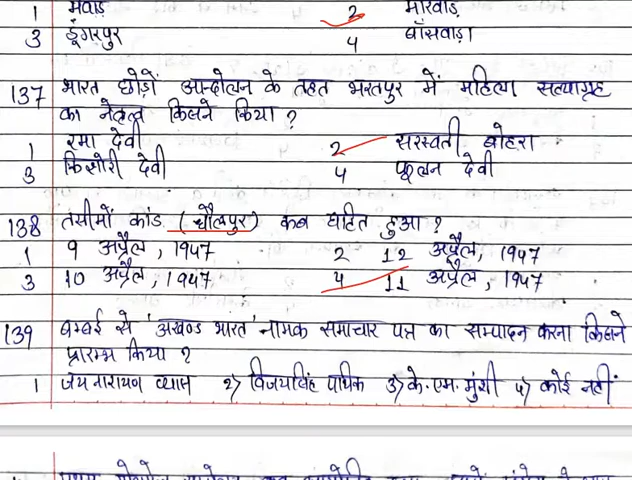 1 मेवाड़ 2 मारवाड़
3 डूंगरपुर 4 बाँसवाड़ा
137 भारत छोड़ों आन्दोलन के तहत भरतपुर में महिला सत्याग्रह
का नेतृत्व किसने किया ?
1 रमा देवी 2 सरस्वती बोहरा
3 किशोरी देवी 4 फूलन देवी
138 तसीमों कांड (धौलपुर) कब घटित हुआ ?
1 9 अप्रैल, 1947 2 12 अप्रैल, 1947
3 10 अप्रैल, 1947 4 11 अप्रैल, 1947
139 बम्बई से 'अखण्ड भारत' नामक समाचार पत्र का सम्पादन करना किसने
प्रारम्भ किया ?
1 जय नारायण व्यास 2) विजयसिंह पथिक 3) के. एम. मुंशी 4) कोई नहीं